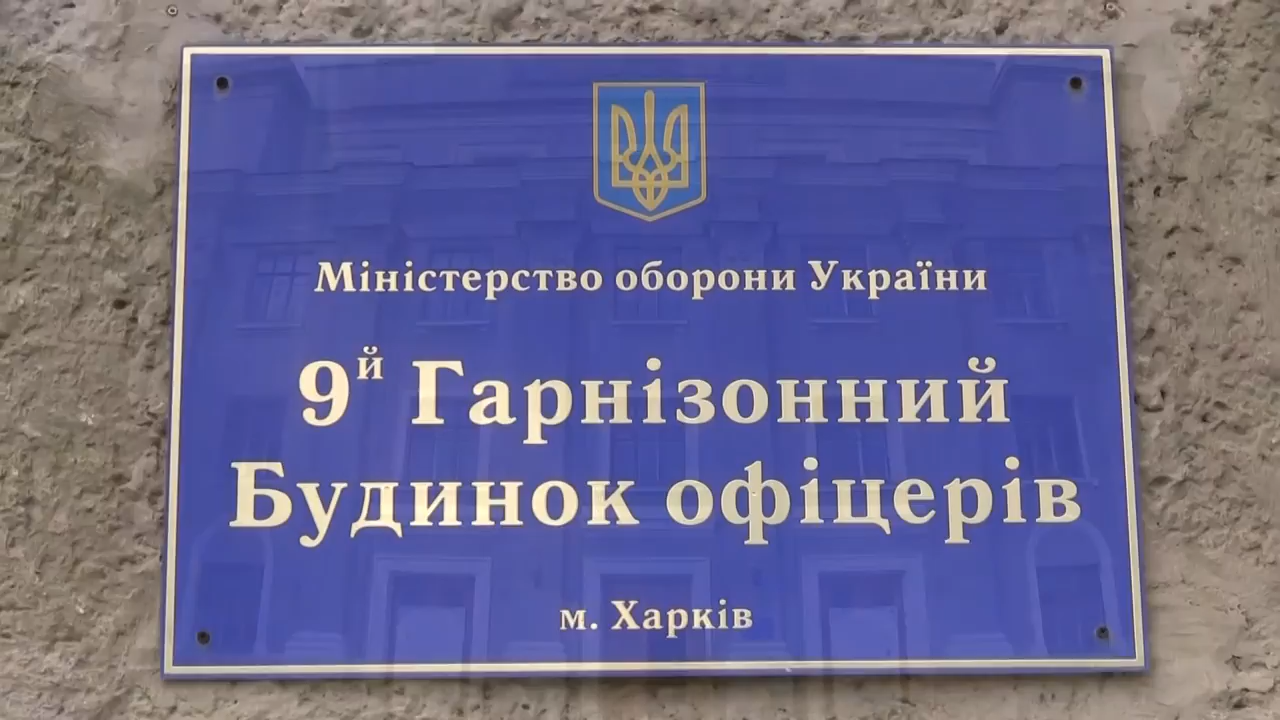 Міністерство оборони України
9й Гарнізонний
Будинок офіцерів
м. Харків